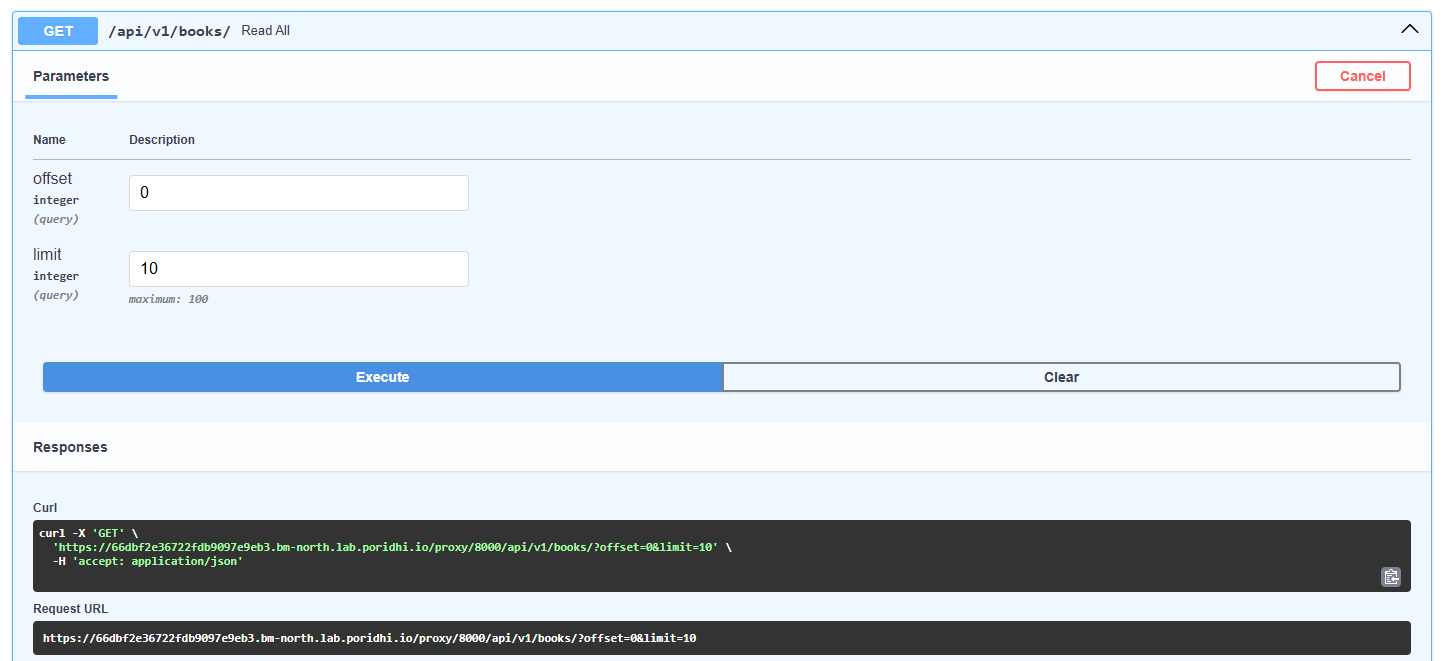 GET /api/v1/books/ Read All
Parameters
Cancel
Name Description
offset
integer
(query)
0
limit
integer
(query)
10
maximum: 100
Execute
Clear
Responses
Curl
curl -X 'GET' \
'https://66dbf2e36722fdb9097e9eb3.bm-north.lab.poridhi.io/proxy/8000/api/v1/books/?offset=0&limit=10' \
-H 'accept: application/json'
Request URL
https://66dbf2e36722fdb9097e9eb3.bm-north.lab.poridhi.io/proxy/8000/api/v1/books/?offset=0&limit=10